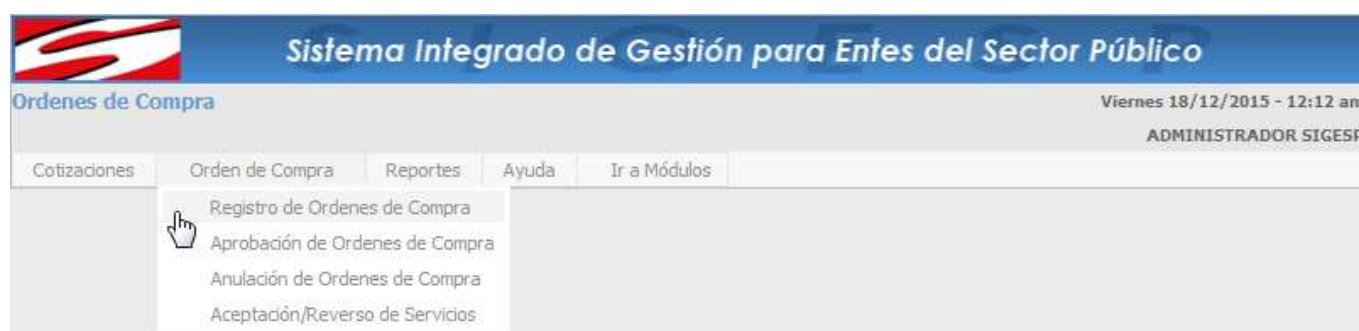 S I G E S P
Sistema Integrado de Gestión para Entes del Sector Público
Ordenes de Compra
Viernes 18/12/2015 - 12:12 am
ADMINISTRADOR SIGESP
Cotizaciones Orden de Compra Reportes Ayuda Ir a Módulos
Registro de Ordenes de Compra
Aprobación de Ordenes de Compra
Anulación de Ordenes de Compra
Aceptación/Reverso de Servicios